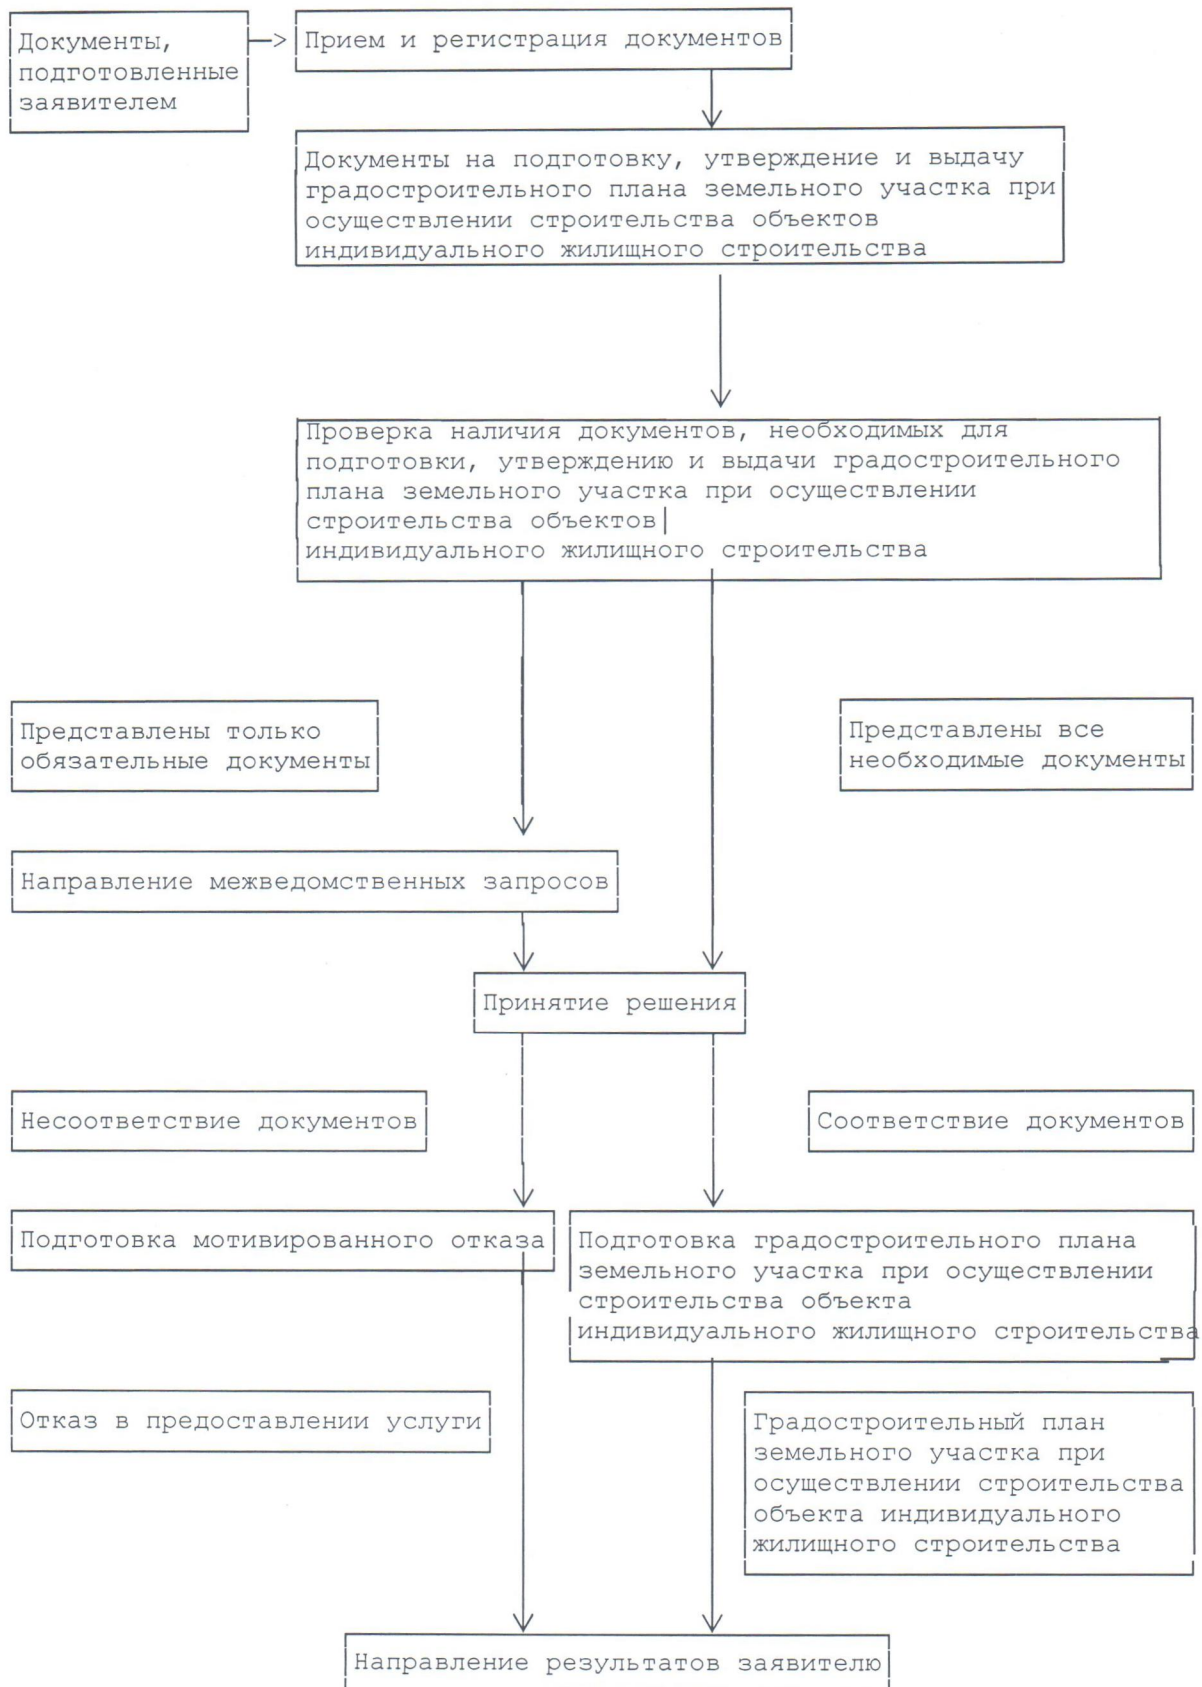 Документы,
подготовленные
заявителем
—> Прием и регистрация документов
Документы на подготовку, утверждение и выдачу
градостроительного плана земельного участка при
осуществлении строительства объектов
индивидуального жилищного строительства
Проверка наличия документов, необходимых для
подготовки, утверждению и выдачи градостроительного
плана земельного участка при осуществлении
строительства объектов|
индивидуального жилищного строительства
Представлены только
обязательные документы
Представлены все
необходимые документы
Направление межведомственных запросов
Принятие решения
Несоответствие документов
Соответствие документов
Подготовка мотивированного отказа
Подготовка градостроительного плана
земельного участка при осуществлении
строительства объекта
индивидуального жилищного строительства
Отказ в предоставлении услуги
Градостроительный план
земельного участка при
осуществлении строительства
объекта индивидуального
жилищного строительства
Направление результатов заявителю